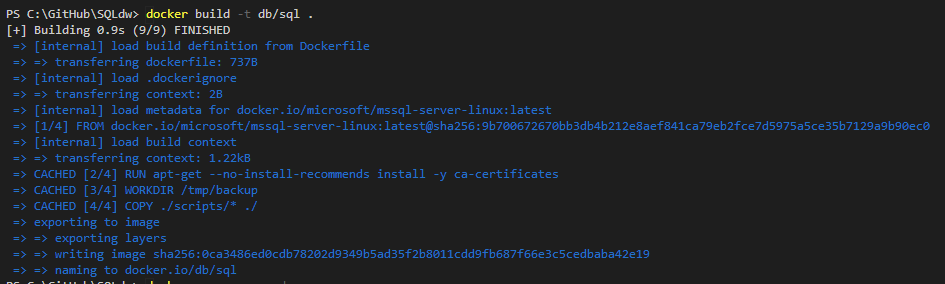 PS C:\GitHub\SQLdw> docker build -t db/sql .
[+] Building 0.9s (9/9) FINISHED
=> [internal] load build definition from Dockerfile
=> => transferring dockerfile: 737B
=> [internal] load .dockerignore
=> => transferring context: 2B
=> [internal] load metadata for docker.io/microsoft/mssql-server-linux:latest
=> [1/4] FROM docker.io/microsoft/mssql-server-linux:latest@sha256:9b700672670bb3db4b212e8aef841ca79eb2fce7d5975a5ce35b7129a9b90ec0
=> [internal] load build context
=> => transferring context: 1.22kB
=> CACHED [2/4] RUN apt-get --no-install-recommends install -y ca-certificates
=> CACHED [3/4] WORKDIR /tmp/backup
=> CACHED [4/4] COPY ./scripts/* ./
=> exporting to image
=> => exporting layers
=> => writing image sha256:0ca3486ed0cdb78202d9349b5ad35f2b8011cdd9fb687f66e3c5cedbaba42e19
=> => naming to docker.io/db/sql